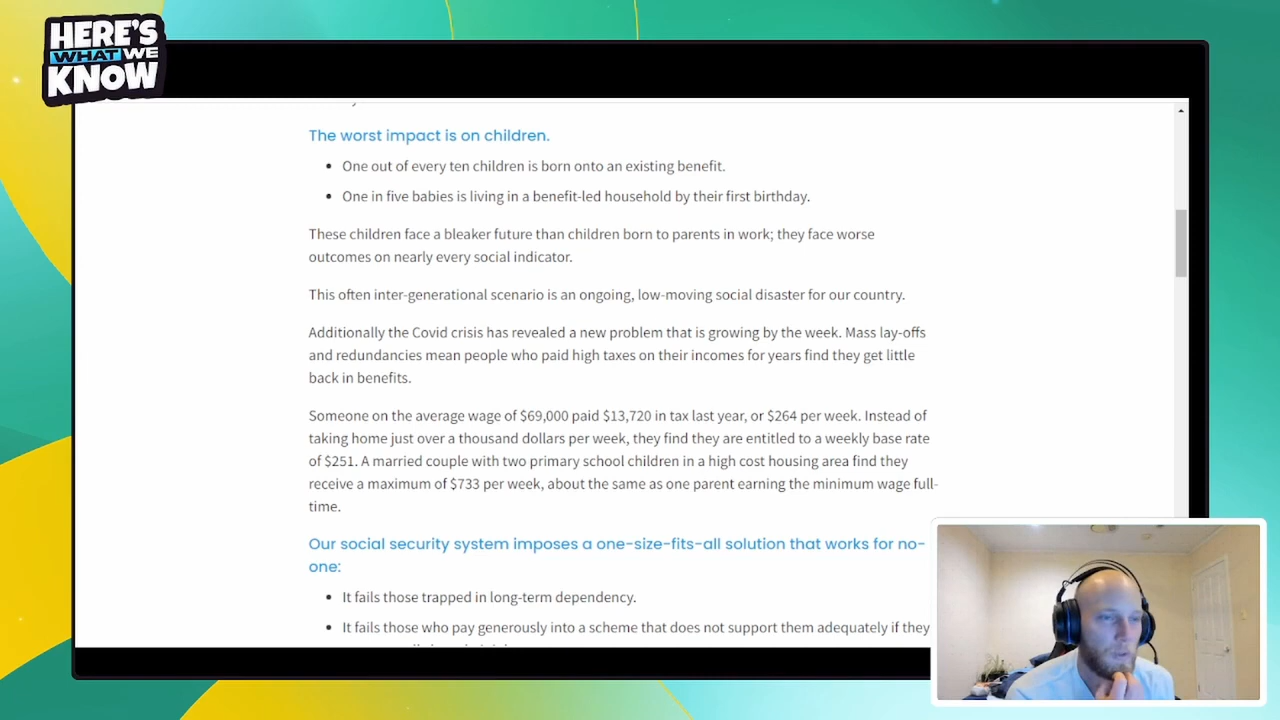 HERE'S
WHAT WE
KNOW
The worst impact is on children.
• One out of every ten children is born onto an existing benefit.
• One in five babies is living in a benefit-led household by their first birthday.
These children face a bleaker future than children born to parents in work; they face worse
outcomes on nearly every social indicator.
This often inter-generational scenario is an ongoing, low-moving social disaster for our country.
Additionally the Covid crisis has revealed a new problem that is growing by the week. Mass lay-offs
and redundancies mean people who paid high taxes on their incomes for years find they get little
back in benefits.
Someone on the average wage of $69,000 paid $13,720 in tax last year, or $264 per week. Instead of
taking home just over a thousand dollars per week, they find they are entitled to a weekly base rate
of $251. A married couple with two primary school children in a high cost housing area find they
receive a maximum of $733 per week, about the same as one parent earning the minimum wage full-
time.
Our social security system imposes a one-size-fits-all solution that works for no-
one:
• It fails those trapped in long-term dependency.
• It fails those who pay generously into a scheme that does not support them adequately if they